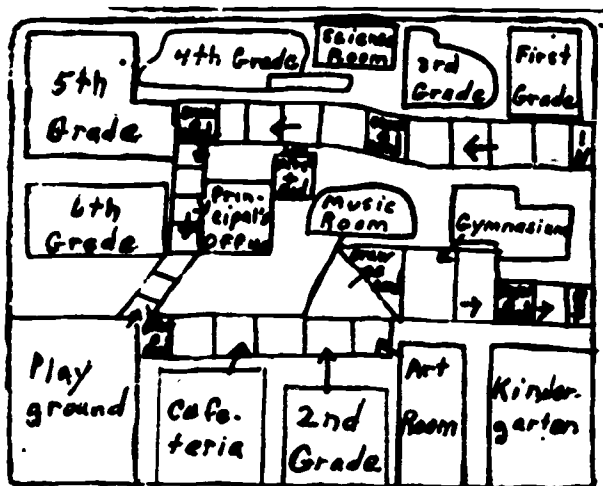 5th
Grade
4th Grade
Science
Room
3rd
Grade
First
Grade
6th
Grade
Prin-
cipal's
Office
Music
Room
Gymnasium
Draw
Play
ground
Cafe-
teria
2nd
Grade
Art
Room
Kinder-
garten